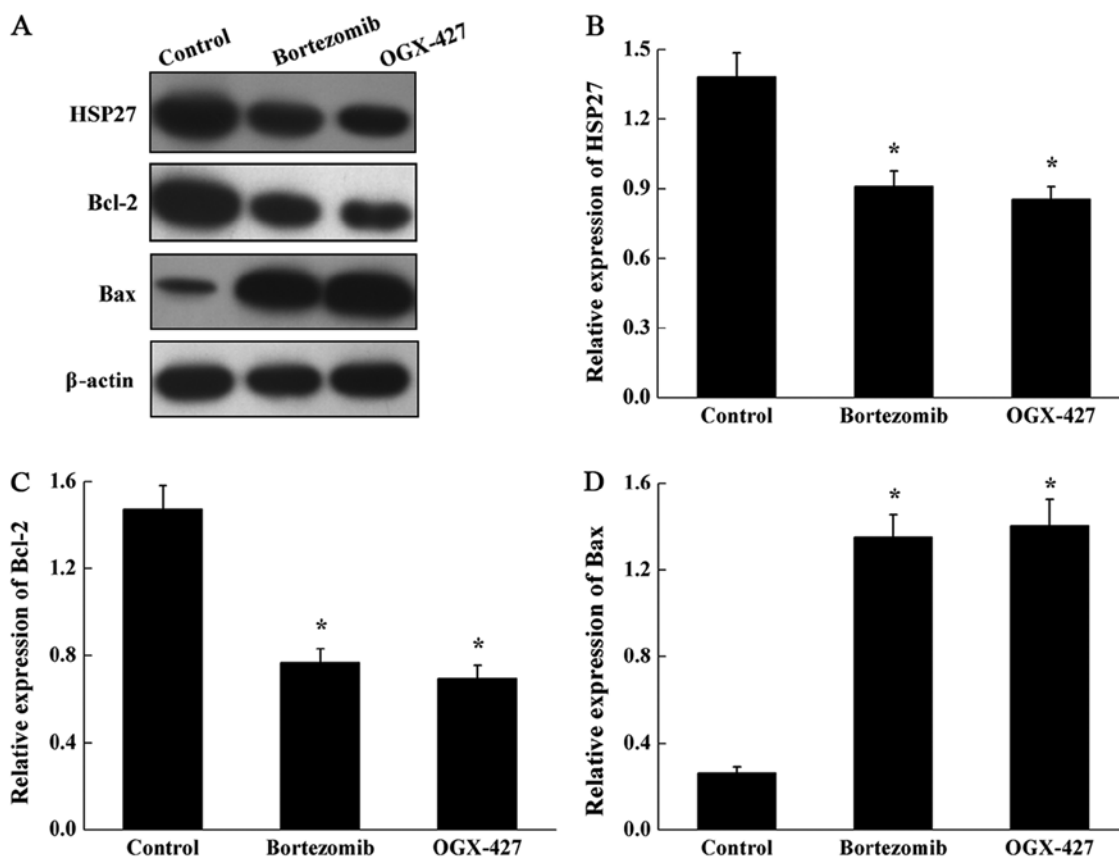 A
Control Bortezomib OGX-427
HSP27
Bcl-2
Bax
β-actin
B
Relative expression of HSP27
1.5
1.2
0.9
0.6
0.3
0.0
*
*
Control Bortezomib OGX-427
C
Relative expression of Bcl-2
1.6
1.2
0.8
0.4
0.0
*
*
Control Bortezomib OGX-427
D
Relative expression of Bax
1.6
1.2
0.8
0.4
0.0
*
*
Control Bortezomib OGX-427